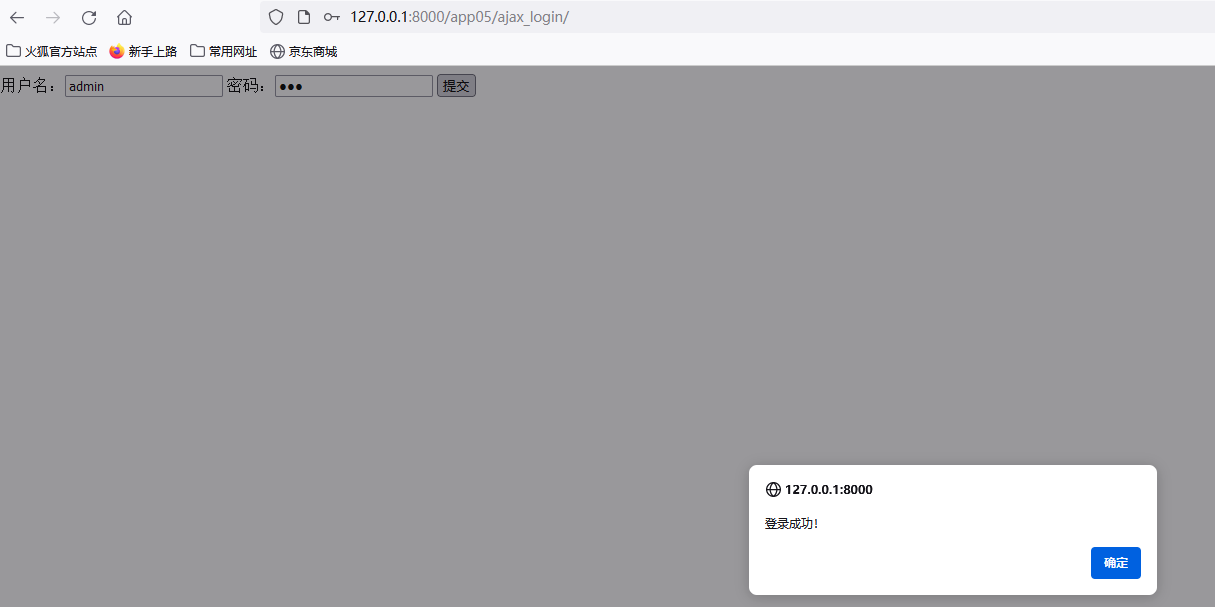 127.0.0.1:8000/app05/ajax_login/
火狐官方站点 新手上路 常用网址 京东商城
用户名： admin 密码： ●●● 提交
127.0.0.1:8000
登录成功!
确定